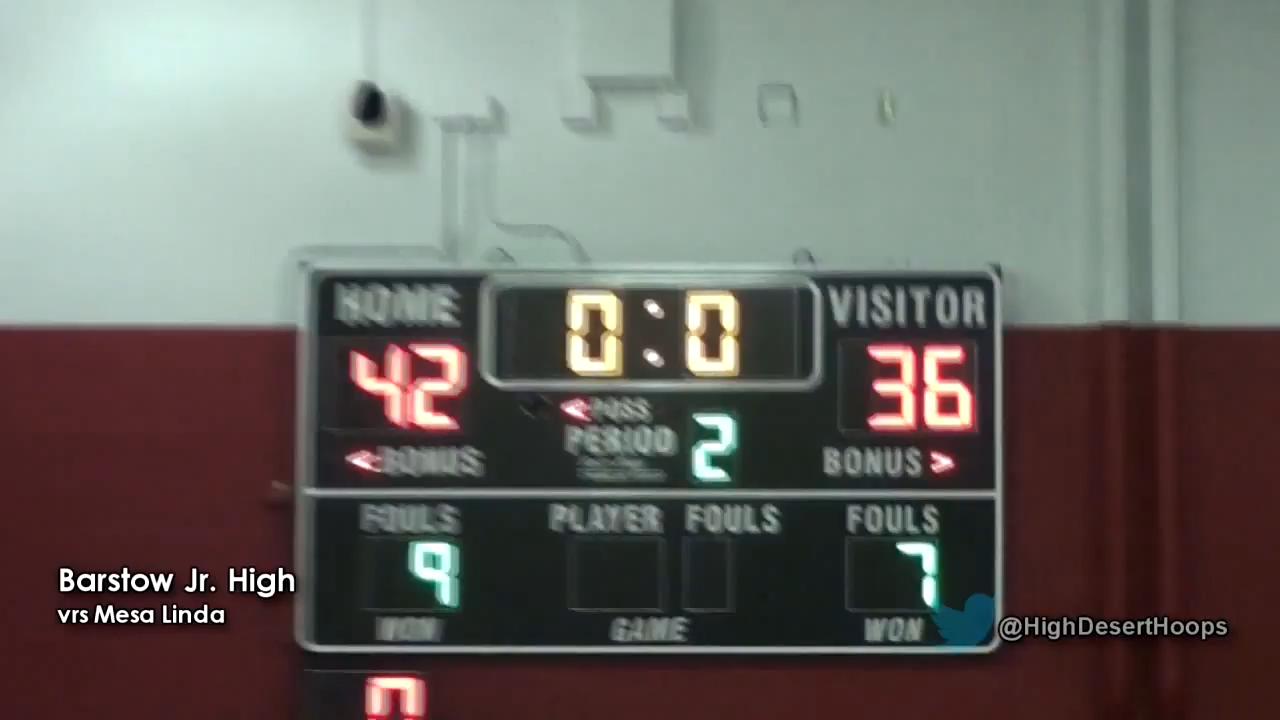 HOME
0:0
VISITOR
42
36
<POSS
PERIOD 2
<BONUS
BONUS>
FOULS
PLAYER FOULS
FOULS
9
7
WON
GAME
WON
Barstow Jr. High
vrs Mesa Linda
@HighDesertHoops